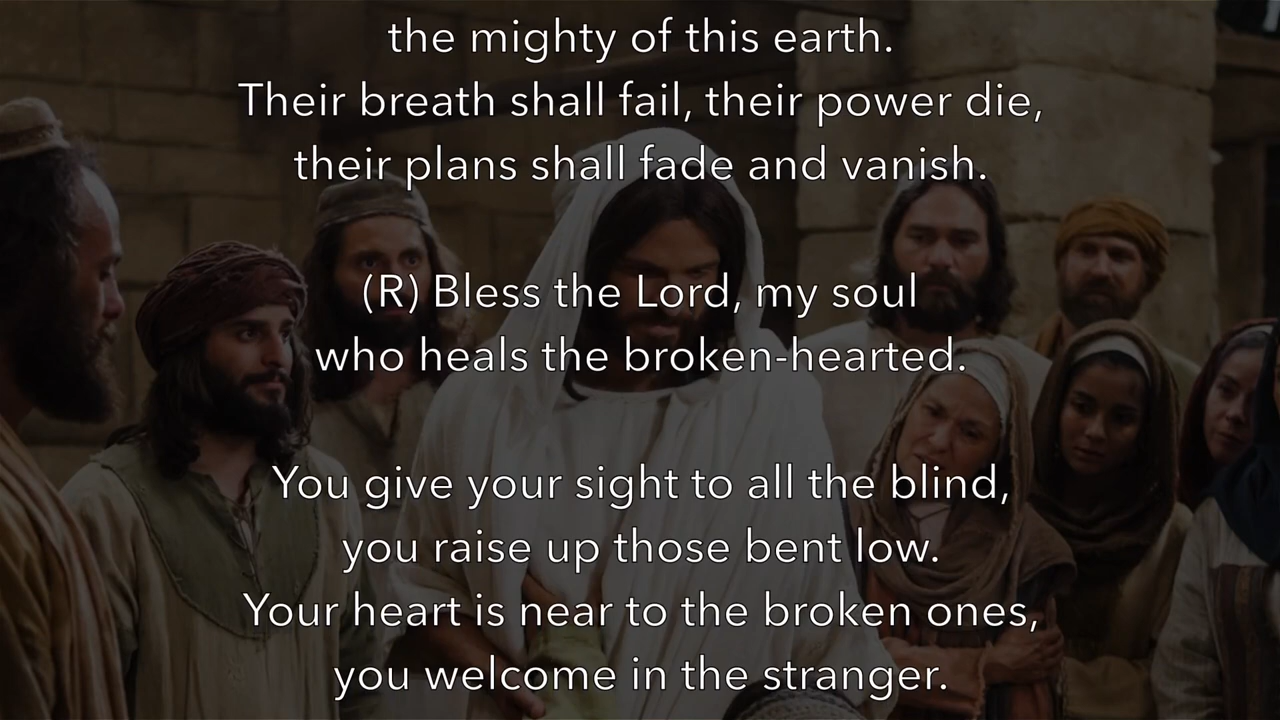 the mighty of this earth.
Their breath shall fail, their power die,
their plans shall fade and vanish.
(R) Bless the Lord, my soul
who heals the broken-hearted.
You give your sight to all the blind,
you raise up those bent low.
Your heart is near to the broken ones,
you welcome in the stranger.